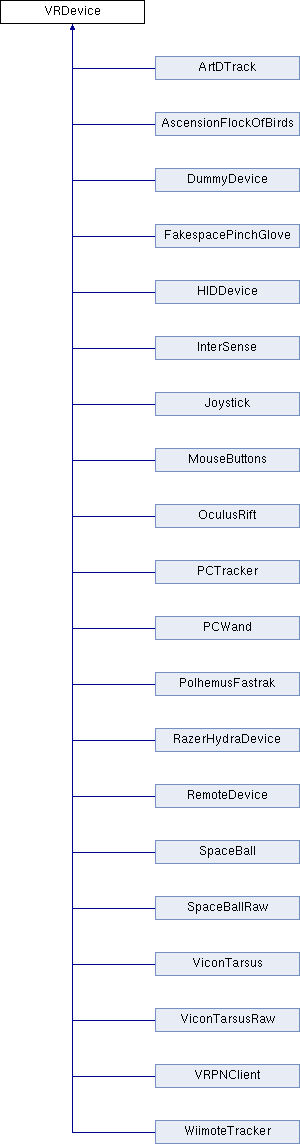 VRDevice
ArtDTrack
AscensionFlockOfBirds
DummyDevice
FakespacePinchGlove
HIDDevice
InterSense
Joystick
MouseButtons
OculusRift
PCTracker
PCWand
PolhemusFastrak
RazerHydraDevice
RemoteDevice
SpaceBall
SpaceBallRaw
ViconTarsus
ViconTarsusRaw
VRPNClient
WiimoteTracker